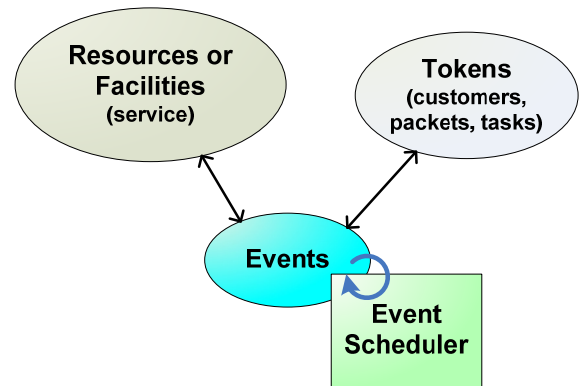 Resources or
Facilities
(service)
Tokens
(customers,
packets, tasks)
Events
Event
Scheduler